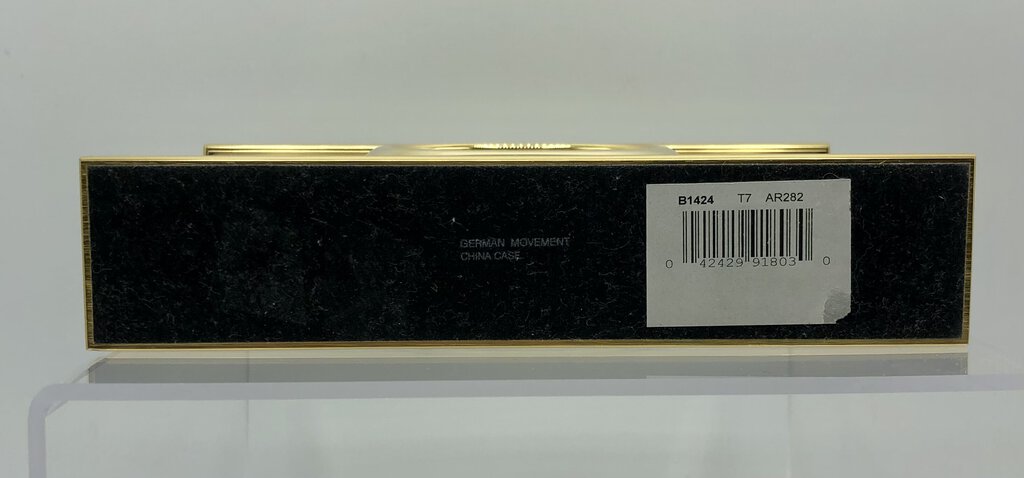 GERMAN MOVEMENT
CHINA CASE
B1424 T7 AR282
0 42429 91803 0